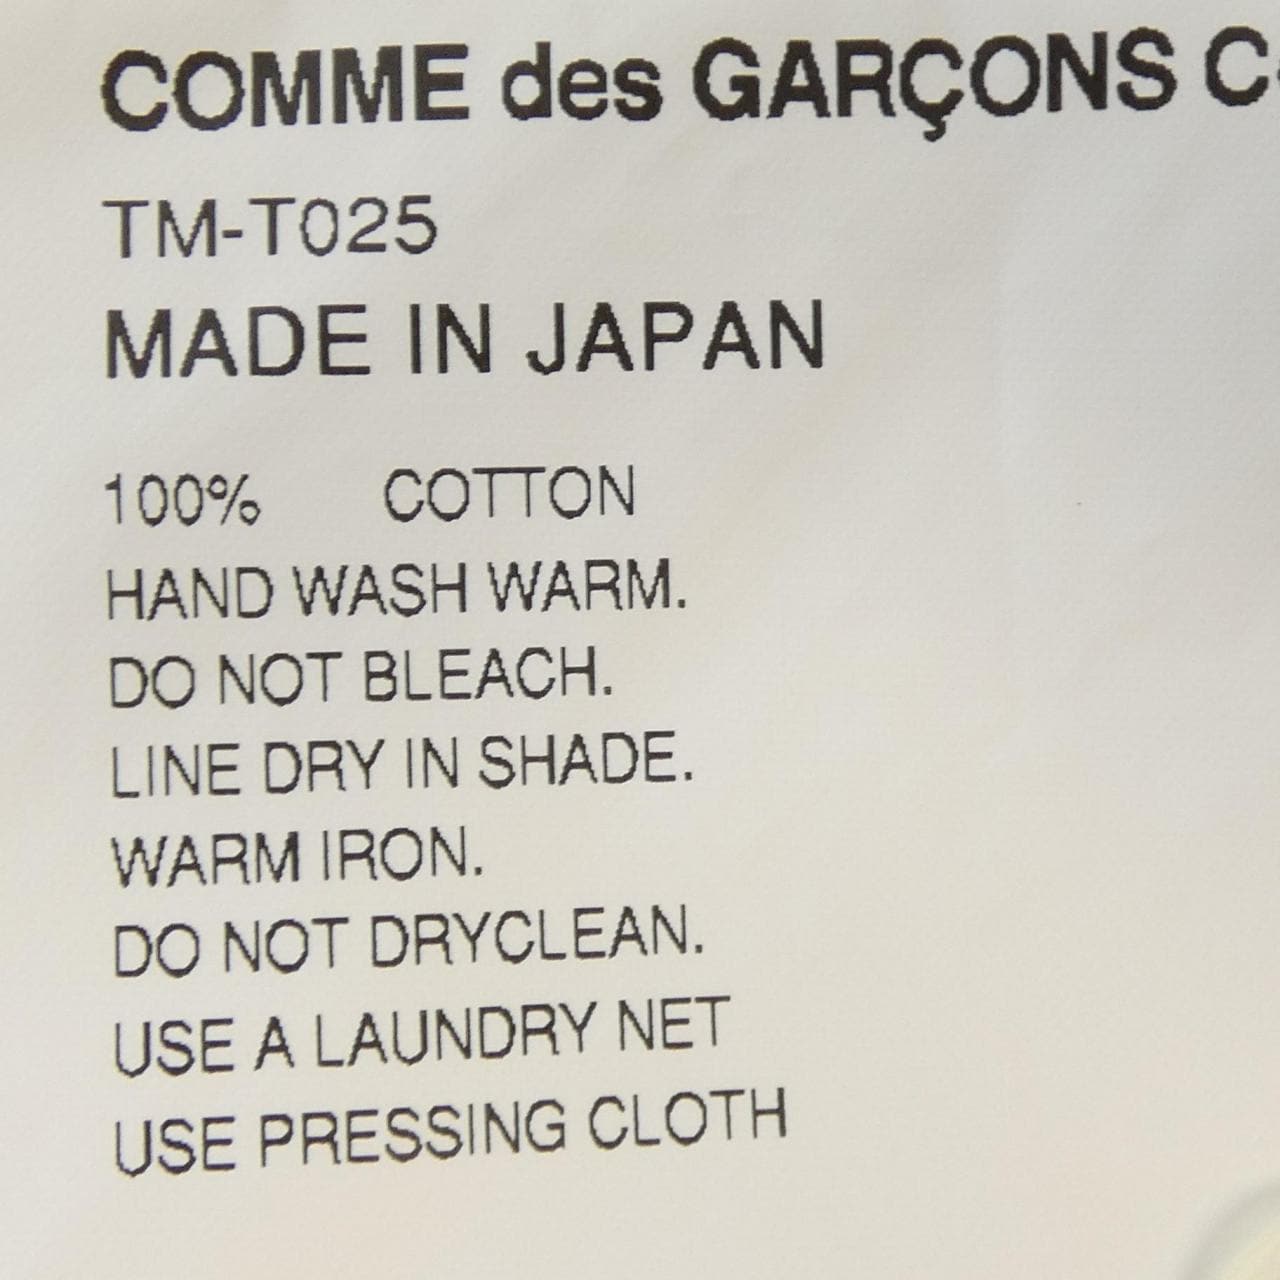 COMME des GARÇONS
TM-T025
MADE IN JAPAN
100% COTTON
HAND WASH WARM.
DO NOT BLEACH.
LINE DRY IN SHADE.
WARM IRON.
DO NOT DRYCLEAN.
USE A LAUNDRY NET
USE PRESSING CLOTH